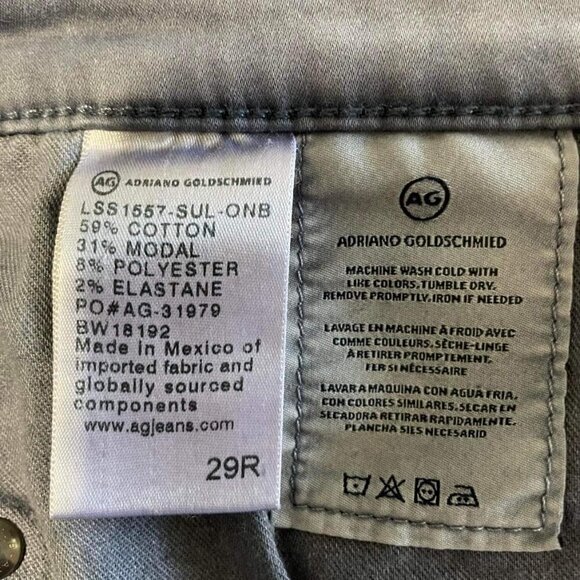 AG ADRIANO GOLDSCHMIED
LSS1557-SUL-ONB
59% COTTON
31% MODAL
8% POLYESTER
2% ELASTANE
PO#AG-31979
BW18192
Made in Mexico of
imported fabric and
globally sourced
components
www.agjeans.com
29R
AG
ADRIANO GOLDSCHMIED
MACHINE WASH COLD WITH
LIKE COLORS. TUMBLE DRY.
REMOVE PROMPTLY. IRON IF NEEDED
LAVAGE EN MACHINE À FROID AVEC
COMME COULEURS. SÈCHE-LINGE
À RETIRER PROMPTEMENT.
FER SI NÉCESSAIRE
LAVAR A MAQUINA CON AGUA FRIA.
CON COLORES SIMILARES. SECAR EN
SECADORA RETIRAR RAPIDAMENTE.
PLANCHA SIES NECESARIO